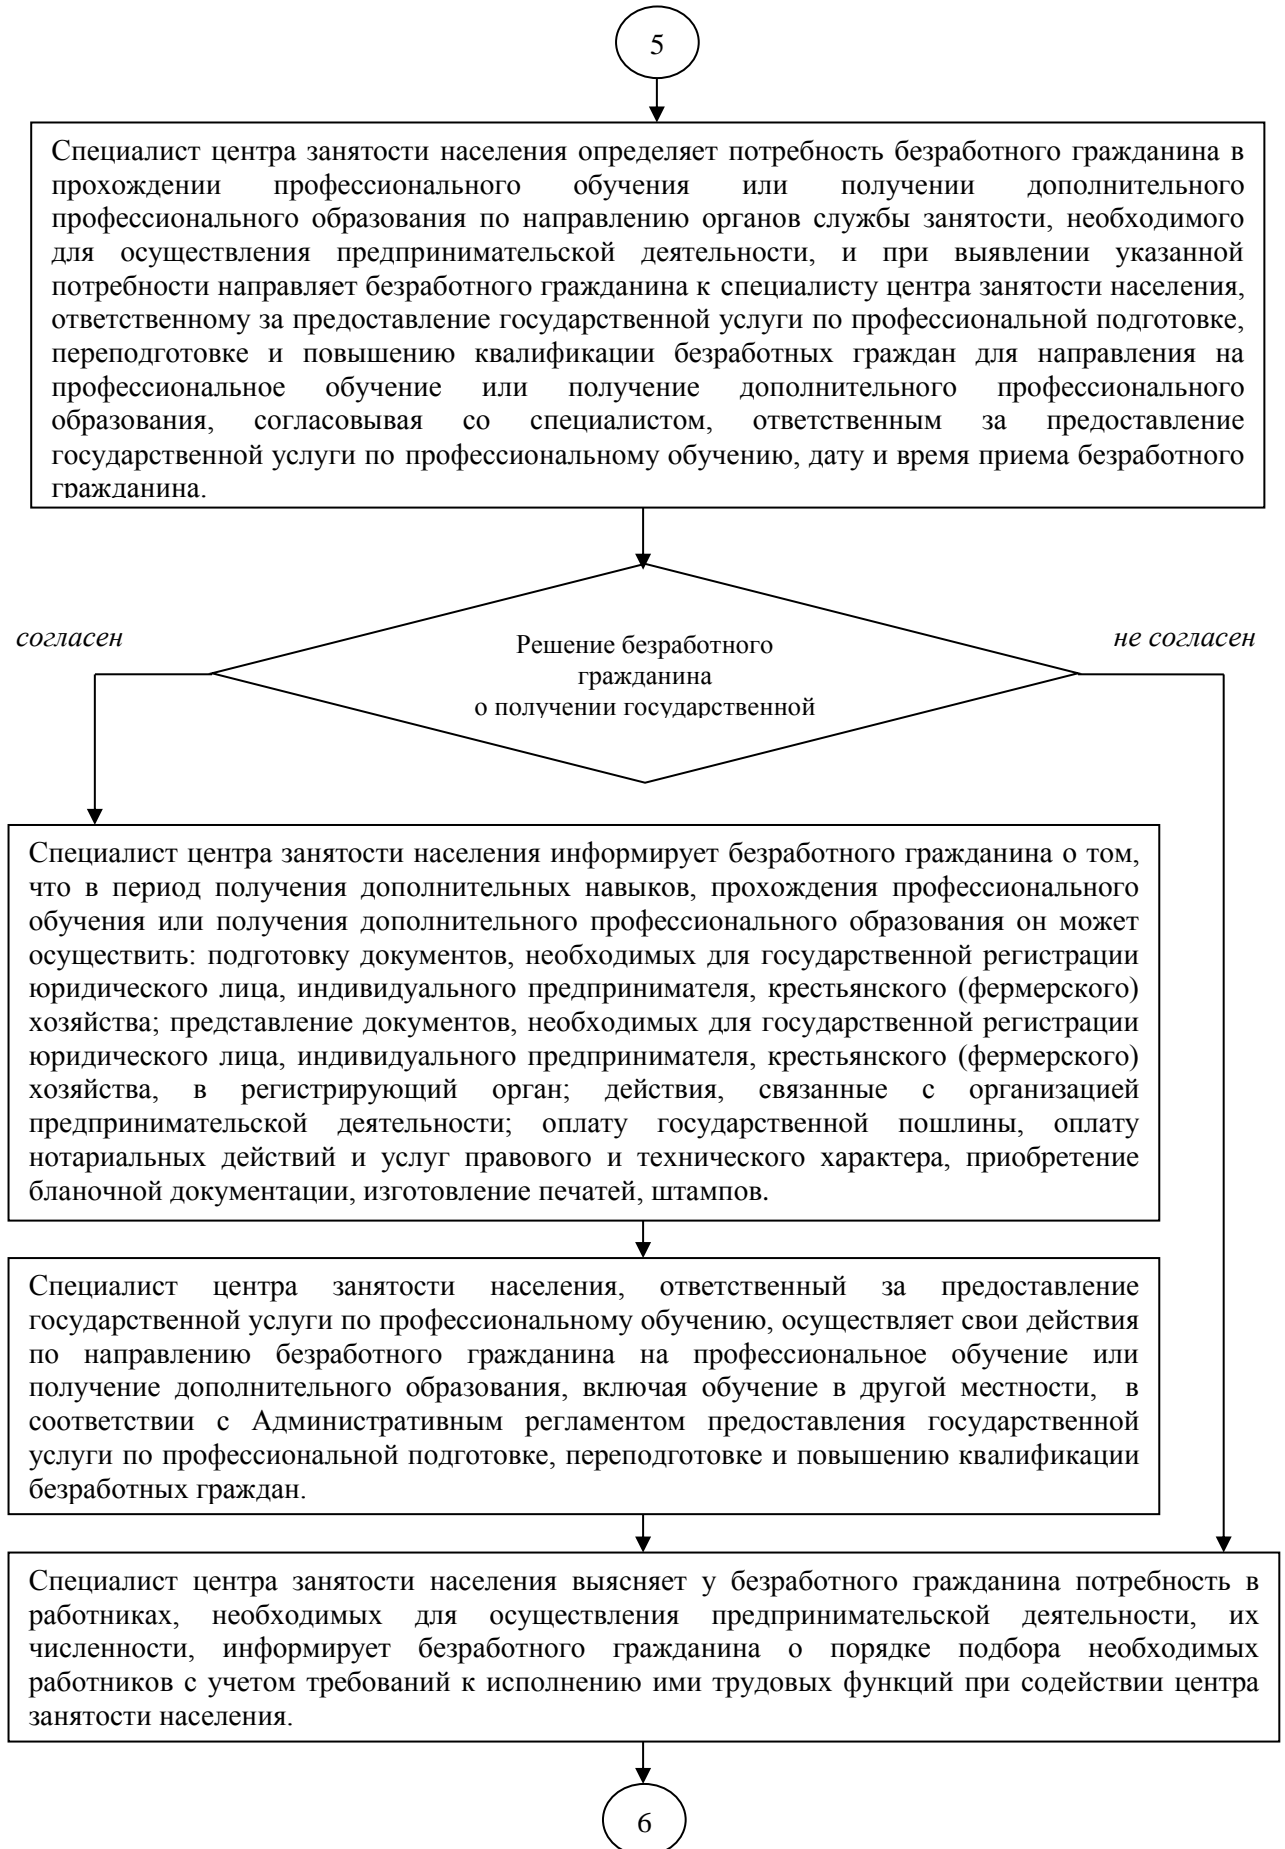 5
Специалист центра занятости населения определяет потребность безработного гражданина в
прохождении профессионального обучения или получении дополнительного
профессионального образования по направлению органов службы занятости, необходимого
для осуществления предпринимательской деятельности, и при выявлении указанной
потребности направляет безработного гражданина к специалисту центра занятости населения,
ответственному за предоставление государственной услуги по профессиональной подготовке,
переподготовке и повышению квалификации безработных граждан для направления на
профессиональное обучение или получение дополнительного профессионального
образования, согласовывая со специалистом, ответственным за предоставление
государственной услуги по профессиональному обучению, дату и время приема безработного
гражданина.
согласен
не согласен
Решение безработного
гражданина
о получении государственной
Специалист центра занятости населения информирует безработного гражданина о том,
что в период получения дополнительных навыков, прохождения профессионального
обучения или получения дополнительного профессионального образования он может
осуществить: подготовку документов, необходимых для государственной регистрации
юридического лица, индивидуального предпринимателя, крестьянского (фермерского)
хозяйства; представление документов, необходимых для государственной регистрации
юридического лица, индивидуального предпринимателя, крестьянского (фермерского)
хозяйства, в регистрирующий орган; действия, связанные с организацией
предпринимательской деятельности; оплату государственной пошлины, оплату
нотариальных действий и услуг правового и технического характера, приобретение
бланочной документации, изготовление печатей, штампов.
Специалист центра занятости населения, ответственный за предоставление
государственной услуги по профессиональному обучению, осуществляет свои действия
по направлению безработного гражданина на профессиональное обучение или
получение дополнительного образования, включая обучение в другой местности, в
соответствии с Административным регламентом предоставления государственной
услуги по профессиональной подготовке, переподготовке и повышению квалификации
безработных граждан.
Специалист центра занятости населения выясняет у безработного гражданина потребность в
работниках, необходимых для осуществления предпринимательской деятельности, их
численности, информирует безработного гражданина о порядке подбора необходимых
работников с учетом требований к исполнению ими трудовых функций при содействии центра
занятости населения.
6